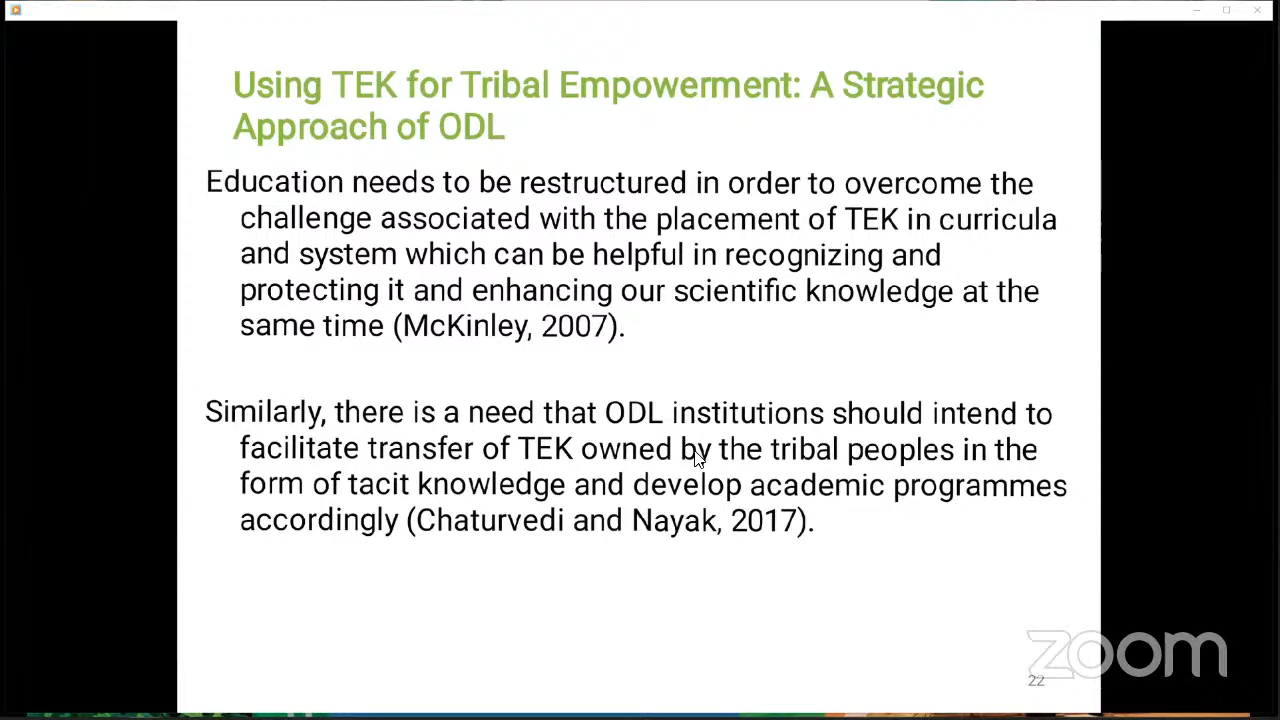 Using TEK for Tribal Empowerment: A Strategic
Approach of ODL
Education needs to be restructured in order to overcome the
challenge associated with the placement of TEK in curricula
and system which can be helpful in recognizing and
protecting it and enhancing our scientific knowledge at the
same time (McKinley, 2007).
Similarly, there is a need that ODL institutions should intend to
facilitate transfer of TEK owned by the tribal peoples in the
form of tacit knowledge and develop academic programmes
accordingly (Chaturvedi and Nayak, 2017).
zoom
22